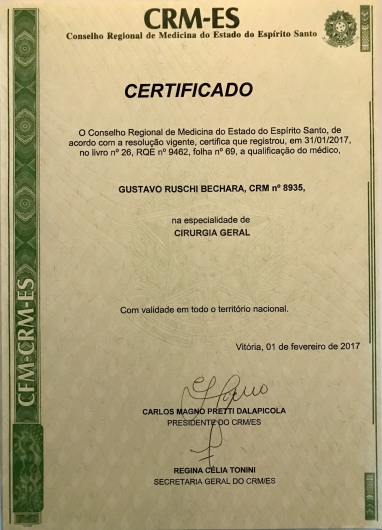 CRM-ES
Conselho Regional de Medicina do Estado do Espírito Santo
CERTIFICADO
O Conselho Regional de Medicina do Estado do Espírito Santo, de
acordo com a resolução vigente, certifica que registrou, em 31/01/2017,
no livro nº 26, RQE nº 9462, folha nº 69, a qualificação do médico,
GUSTAVO RUSCHI BECHARA, CRM nº 8935,
na especialidade de
CIRURGIA GERAL
Com validade em todo o território nacional.
Vitória, 01 de fevereiro de 2017
CARLOS MAGNO PRETTI DALAPICOLA
PRESIDENTE DO CRM/ES
REGINA CÉLIA TONINI
SECRETARIA GERAL DO CRM/ES
CFM-CRM-ES